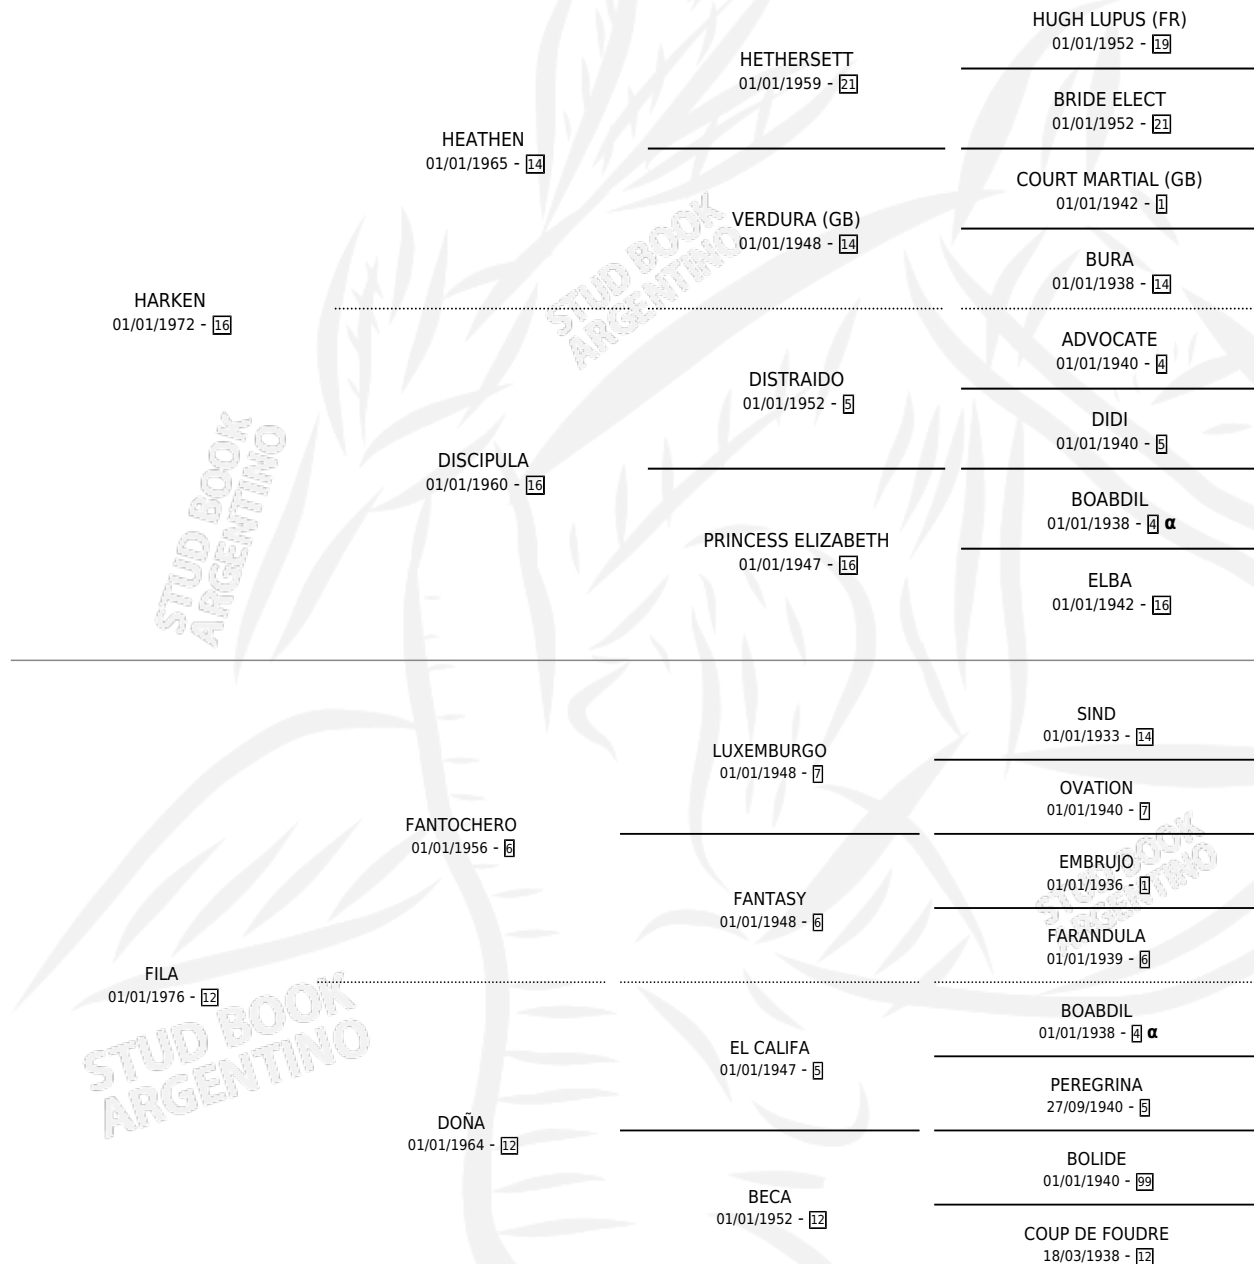 HUGH LUPUS (FR)
01/01/1952 - 19
HETHERSETT
01/01/1959 - 21
BRIDE ELECT
01/01/1952 - 21
HEATHEN
01/01/1965 - 14
COURT MARTIAL (GB)
01/01/1942 - 1
VERDURA (GB)
01/01/1948 - 14
BURA
01/01/1938 - 14
HARKEN
01/01/1972 - 16
ADVOCATE
01/01/1940 - 4
DISTRAIDO
01/01/1952 - 5
DIDI
01/01/1940 - 5
DISCIPULA
01/01/1960 - 16
BOABDIL
01/01/1938 - 4 α
PRINCESS ELIZABETH
01/01/1947 - 16
ELBA
01/01/1942 - 16
SIND
01/01/1933 - 14
LUXEMBURGO
01/01/1948 - 7
OVATION
01/01/1940 - 7
FANTOCHERO
01/01/1956 - 6
EMBRUJO
01/01/1936 - 1
FANTASY
01/01/1948 - 6
FARANDULA
01/01/1939 - 6
FILA
01/01/1976 - 12
BOABDIL
01/01/1938 - 4 α
EL CALIFA
01/01/1947 - 5
PEREGRINA
27/09/1940 - 5
DOÑA
01/01/1964 - 12
BOLIDE
01/01/1940 - 99
BECA
01/01/1952 - 12
COUP DE FOUDRE
18/03/1938 - 12
STUD BOOK
ARGENTINO
STUD BOOK
ARGENTINO
STUD BOOK
ARGENTINO
STUD BOOK
ARGENTINO